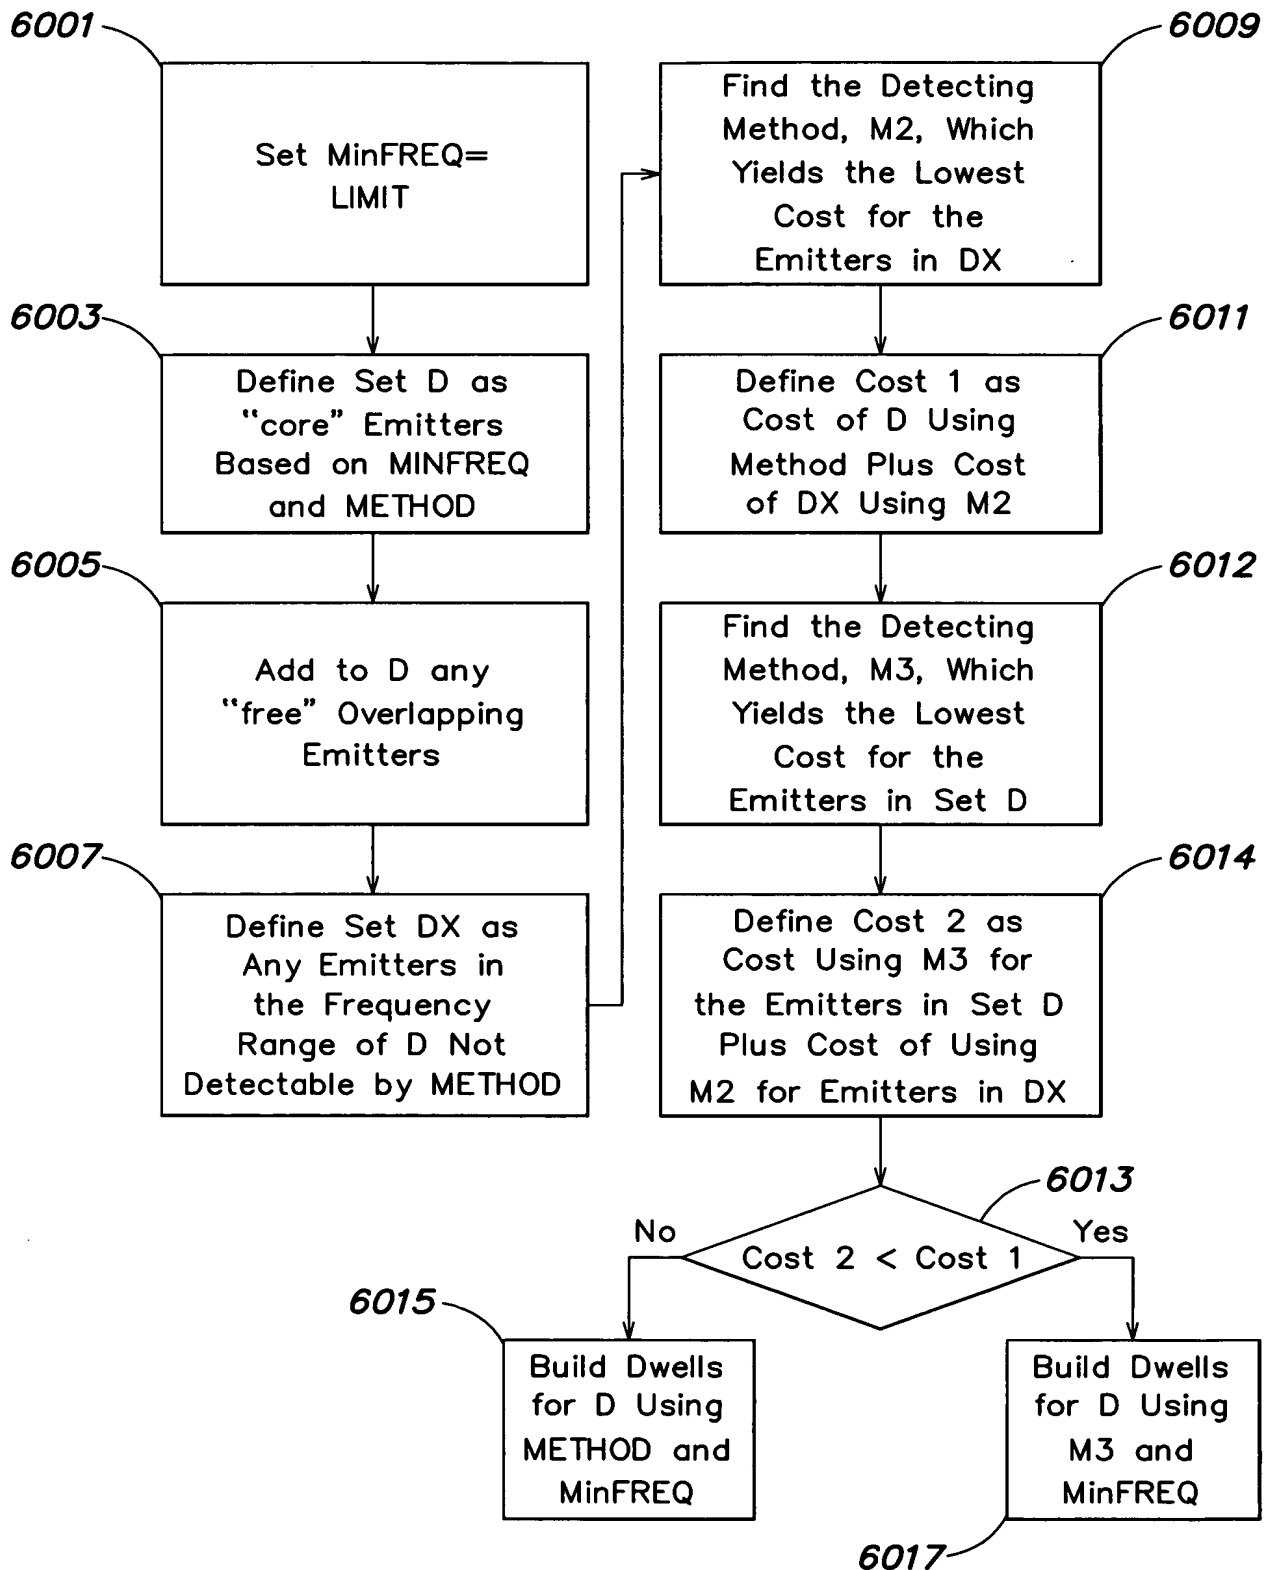 6001
Set MinFREQ=
LIMIT
6003
Define Set D as
"core" Emitters
Based on MINFREQ
and METHOD
6005
Add to D any
"free" Overlapping
Emitters
6007
Define Set DX as
Any Emitters in
the Frequency
Range of D Not
Detectable by METHOD
6009
Find the Detecting
Method, M2, Which
Yields the Lowest
Cost for the
Emitters in DX
6011
Define Cost 1 as
Cost of D Using
Method Plus Cost
of DX Using M2
6012
Find the Detecting
Method, M3, Which
Yields the Lowest
Cost for the
Emitters in Set D
6014
Define Cost 2 as
Cost Using M3 for
the Emitters in Set D
Plus Cost of Using
M2 for Emitters in DX
6013
No
Cost 2 < Cost 1
Yes
6015
Build Dwells
for D Using
METHOD and
MinFREQ
Build Dwells
for D Using
M3 and
MinFREQ
6017